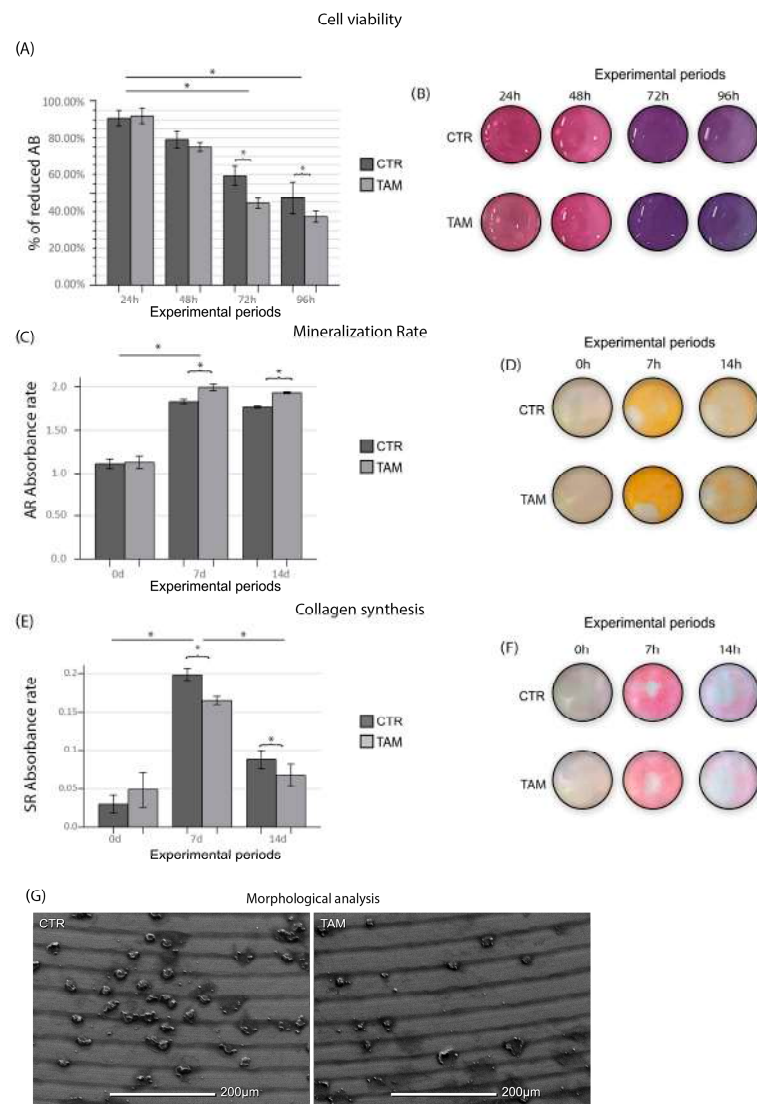 Cell viability
(A)
*
*
100.00%
80.00%
60.00%
40.00%
20.00%
0.00%
% of reduced AB
*
*
24h
48h
72h
96h
Experimental periods
CTR
TAM
(B)
Experimental periods
24h
48h
72h
96h
CTR
TAM
Mineralization Rate
(C)
*
*
*
2.0
1.50
1.0
0.50
0.0
AR Absorbance rate
0d
7d
14d
Experimental periods
CTR
TAM
(D)
Experimental periods
0h
7h
14h
CTR
TAM
Collagen synthesis
(E)
*
*
*
*
0.2
0.15
0.1
0.05
0.0
SR Absorbance rate
0d
7d
14d
Experimental periods
CTR
TAM
(F)
Experimental periods
0h
7h
14h
CTR
TAM
(G)
Morphological analysis
CTR
200µm
TAM
200µm